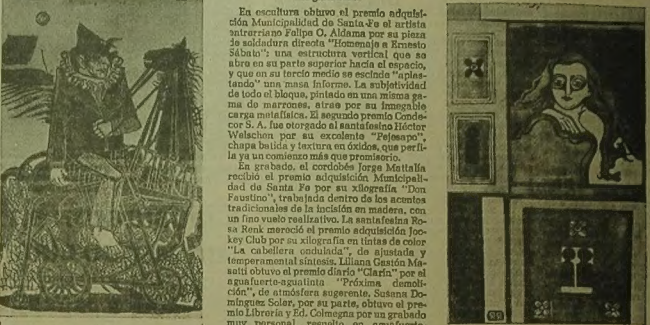 En escultura obtuvo el premio adquisi-
ción Municipalidad de Santa Fe el artista
entrerriano Felipe O. Aldama por su pieza
de soldadura directa "Homenaje a Ernesto
Sábato": una estructura vertical que se
abre en su parte superior hacia el espacio,
y que en su tercio medio se escinde "aplas-
tando" una masa informe. La subjetividad
de todo el bloque, pintado en una misma ga-
ma de marrones, atrae por su innegable
carga metafísica. El segundo premio Conde-
cor S. A. fue otorgado al santafesino Héctor
Welschen por su excelente "Pejesapo",
chapa batida y textura en óxidos, que perfi-
la ya un comienzo más que promisorio.
En grabado, el cordobés Jorge Mattalía
recibió el premio adquisición Municipali-
dad de Santa Fe por su xilografía "Don
Faustino", trabajada dentro de los acentos
tradicionales de la incisión en madera, con
un fino vuelo realizativo. La santafesina Ro-
sa Renk mereció el premio adquisición Joc-
key Club por su xilografía en tintas de color
"La cabellera ondulada", de ajustada y
temperamental síntesis. Liliana Gastón Ma-
setti obtuvo el premio diario "Clarín" por el
aguafuerte-aguatinta "Próxima demoli-
ción", de atmósfera sugerente. Susana Do-
mínguez Soler, por su parte, obtuvo el pre-
mio Librería y Ed. Colmegna por un grabado
muy personal, resuelto en aguafuerte,